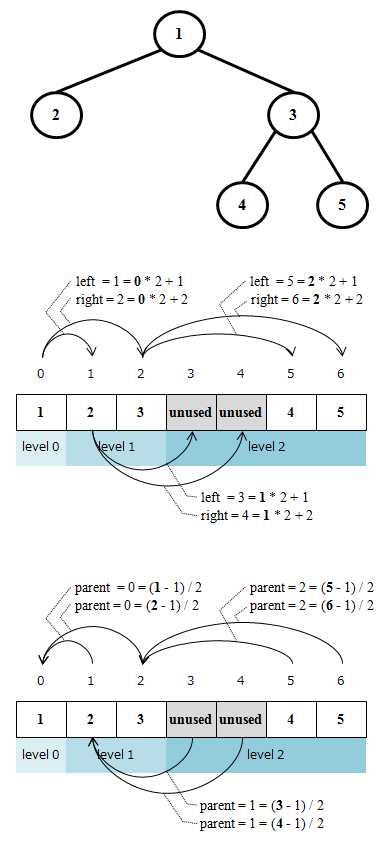 1
2
3
4
5
left = 1 = 0 * 2 + 1
right = 2 = 0 * 2 + 2
left = 5 = 2 * 2 + 1
right = 6 = 2 * 2 + 2
0 1 2 3 4 5 6
1 2 3 unused unused 4 5
level 0 level 1 level 2
left = 3 = 1 * 2 + 1
right = 4 = 1 * 2 + 2
parent = 0 = (1 - 1) / 2
parent = 0 = (2 - 1) / 2
parent = 2 = (5 - 1) / 2
parent = 2 = (6 - 1) / 2
0 1 2 3 4 5 6
1 2 3 unused unused 4 5
level 0 level 1 level 2
parent = 1 = (3 - 1) / 2
parent = 1 = (4 - 1) / 2